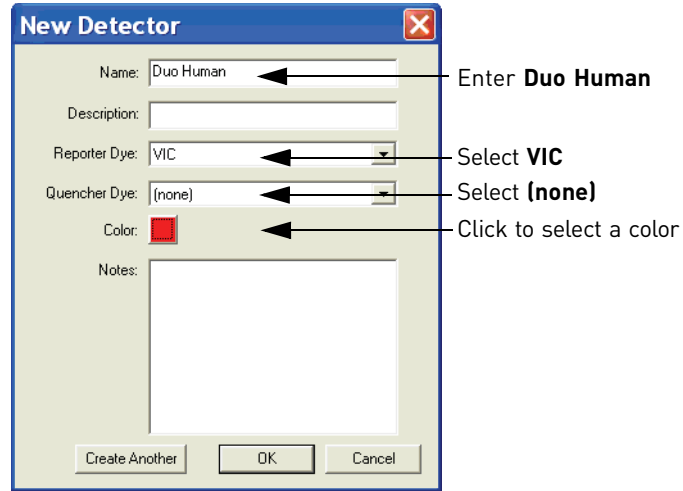 New Detector
Name: Duo Human
Enter Duo Human
Description:
Reporter Dye: VIC
Select VIC
Quencher Dye: (none)
Select (none)
Color:
Click to select a color
Notes:
Create Another OK Cancel